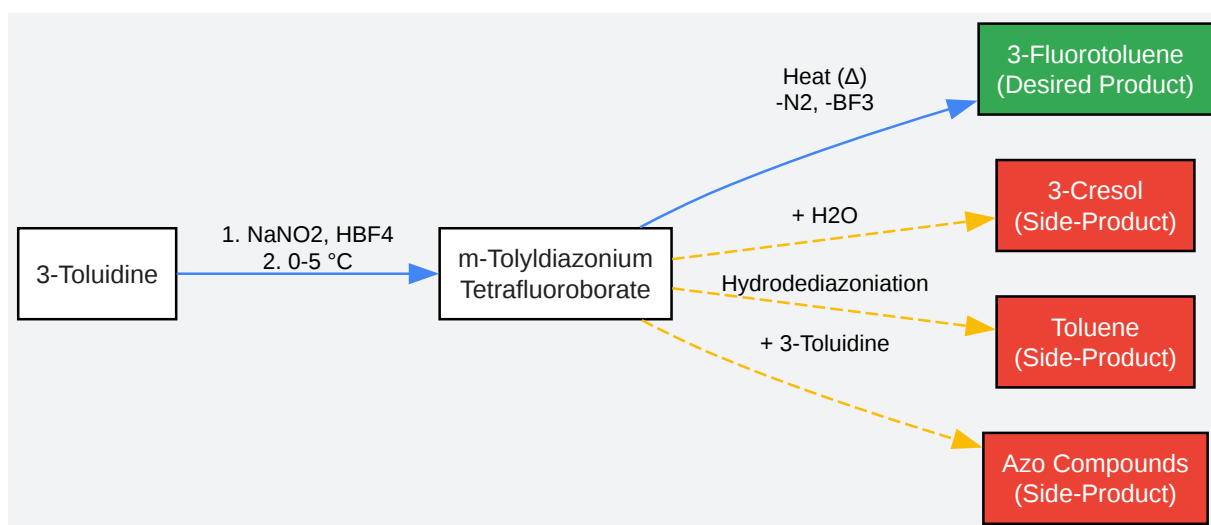 3-Toluidine
1. NaNO2, HBF4
2. 0-5 °C
m-Tolyldiazonium
Tetrafluoroborate
Heat (Δ)
-N2, -BF3
3-Fluorotoluene
(Desired Product)
+ H2O
3-Cresol
(Side-Product)
Hydrodediazoniation
Toluene
(Side-Product)
+ 3-Toluidine
Azo Compounds
(Side-Product)